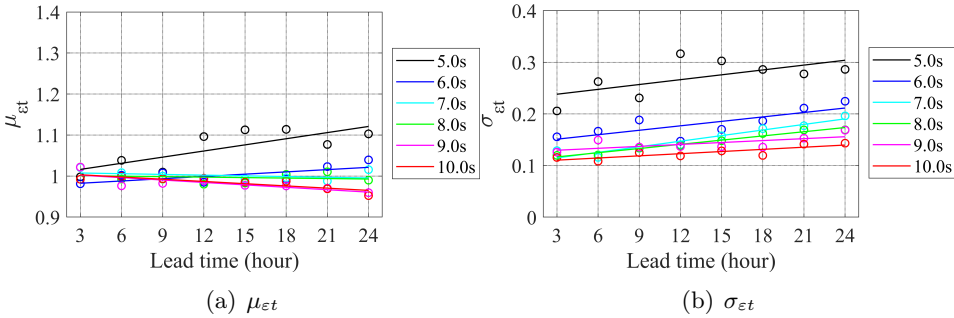 1.4
1.3
1.2
1.1
1
0.9
μεt
3 6 9 12 15 18 21 24
Lead time (hour)
5.0s
6.0s
7.0s
8.0s
9.0s
10.0s
(a) μεt
0.4
0.3
0.2
0.1
0
σεt
3 6 9 12 15 18 21 24
Lead time (hour)
5.0s
6.0s
7.0s
8.0s
9.0s
10.0s
(b) σεt